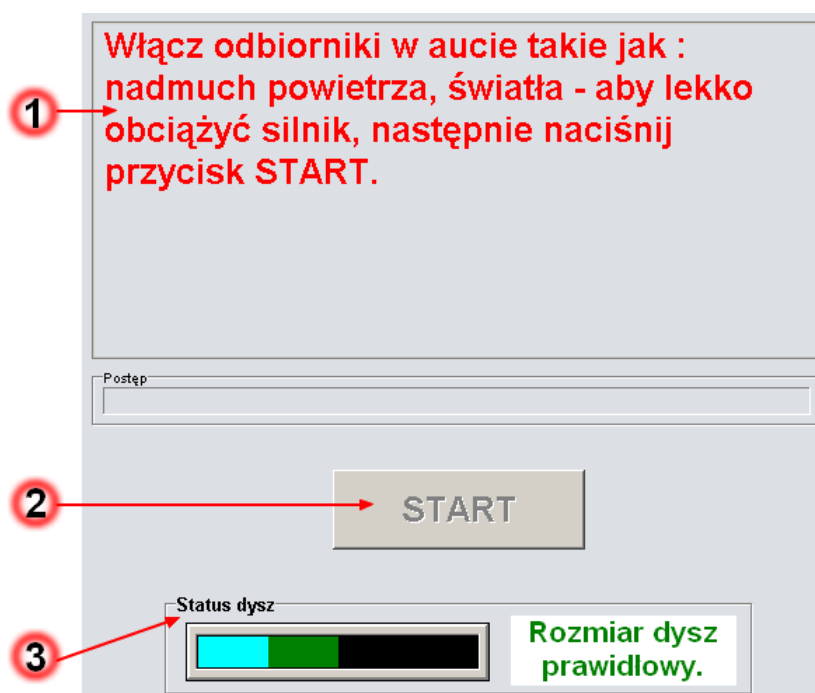 Włącz odbiorniki w aucie takie jak :
nadmuch powietrza, światła - aby lekko
obciążyć silnik, następnie naciśnij
przycisk START.
1
Postęp
2
START
Status dysz
3
Rozmiar dysz
prawidlowy.